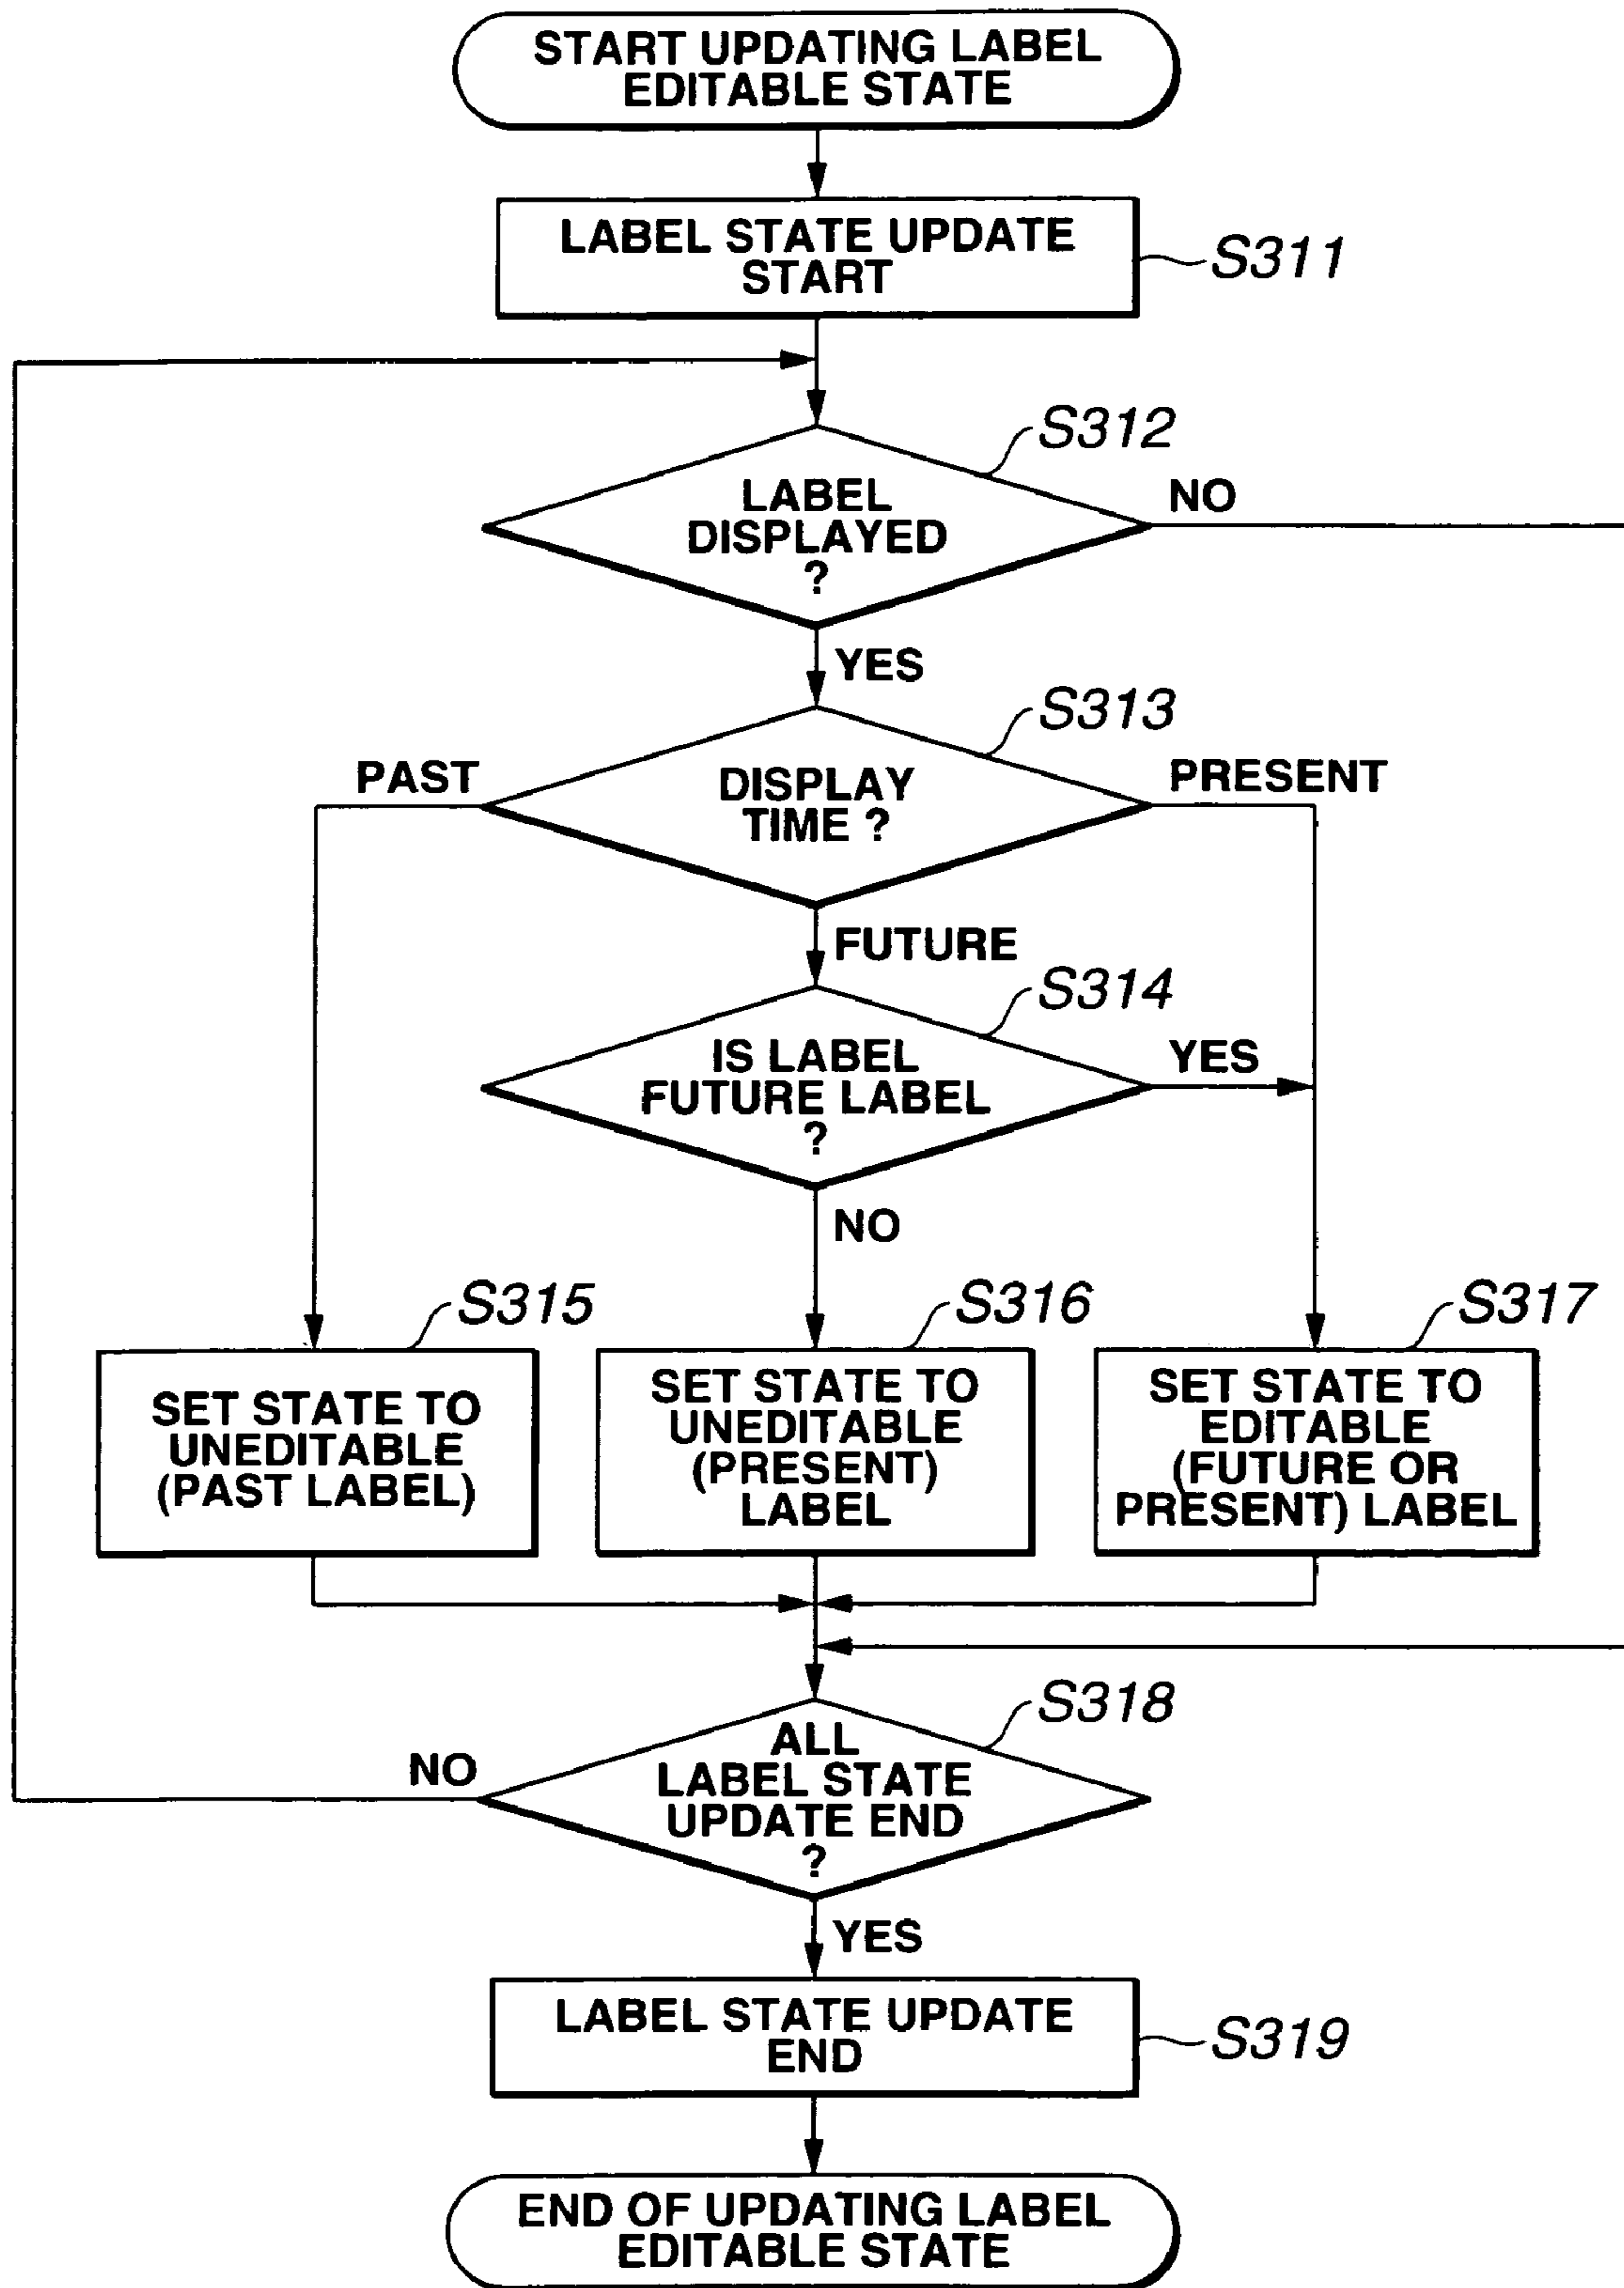 START UPDATING LABEL
EDITABLE STATE
LABEL STATE UPDATE
START
S311
S312
LABEL
DISPLAYED
?
NO
YES
S313
PAST
DISPLAY
TIME ?
PRESENT
FUTURE
S314
IS LABEL
FUTURE LABEL
?
YES
NO
S315
S316
S317
SET STATE TO
UNEDITABLE
(PAST LABEL)
SET STATE TO
UNEDITABLE
(PRESENT)
LABEL
SET STATE TO
EDITABLE
(FUTURE OR
PRESENT) LABEL
S318
NO
ALL
LABEL STATE
UPDATE END
?
YES
LABEL STATE UPDATE
END
S319
END OF UPDATING LABEL
EDITABLE STATE